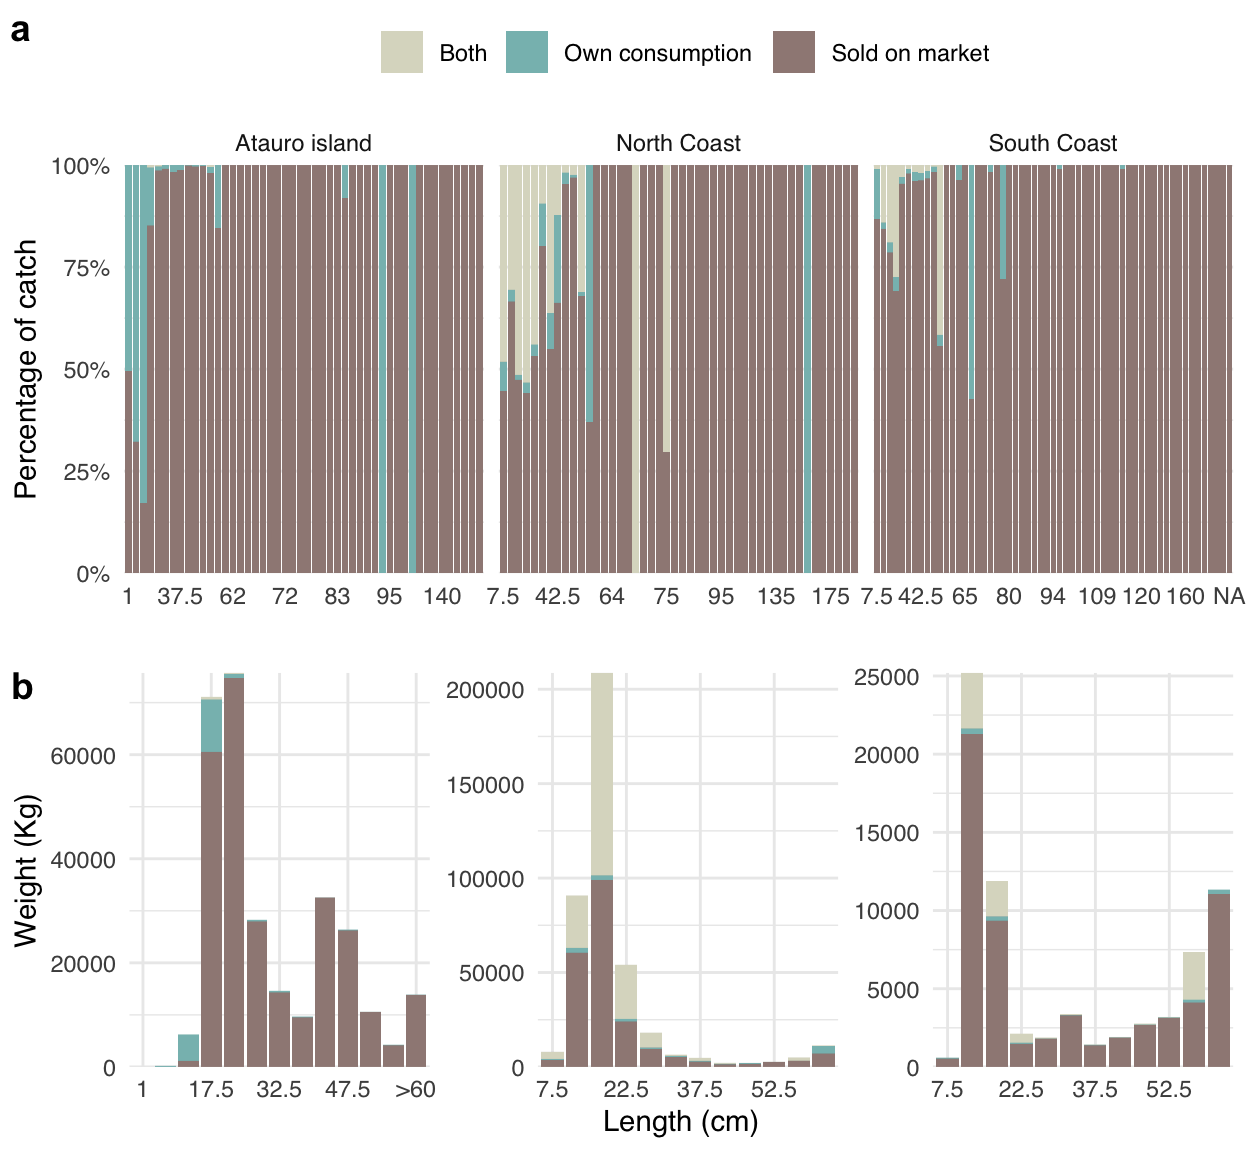 a
Both Own consumption Sold on market
Atauro island North Coast South Coast
Percentage of catch
100%
75%
50%
25%
0%
1 37.5 62 72 83 95 140 7.5 42.5 64 75 95 135 175 7.5 42.5 65 80 94 109 120 160 NA
b
Weight (Kg)
60000
40000
20000
0
200000
150000
100000
50000
0
25000
20000
15000
10000
5000
0
1 17.5 32.5 47.5 >60 7.5 22.5 37.5 52.5 7.5 22.5 37.5 52.5
Length (cm)